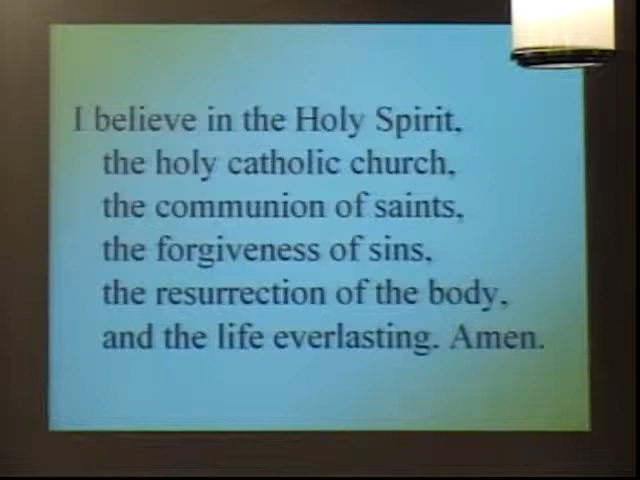 I believe in the Holy Spirit,
the holy catholic church,
the communion of saints,
the forgiveness of sins,
the resurrection of the body,
and the life everlasting. Amen.